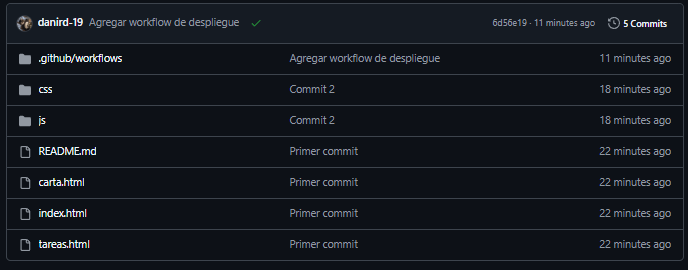 danird-19 Agregar workflow de despliegue 6d56e19 · 11 minutes ago 5 Commits
.github/workflows Agregar workflow de despliegue 11 minutes ago
css Commit 2 18 minutes ago
js Commit 2 18 minutes ago
README.md Primer commit 22 minutes ago
carta.html Primer commit 22 minutes ago
index.html Primer commit 22 minutes ago
tareas.html Primer commit 22 minutes ago